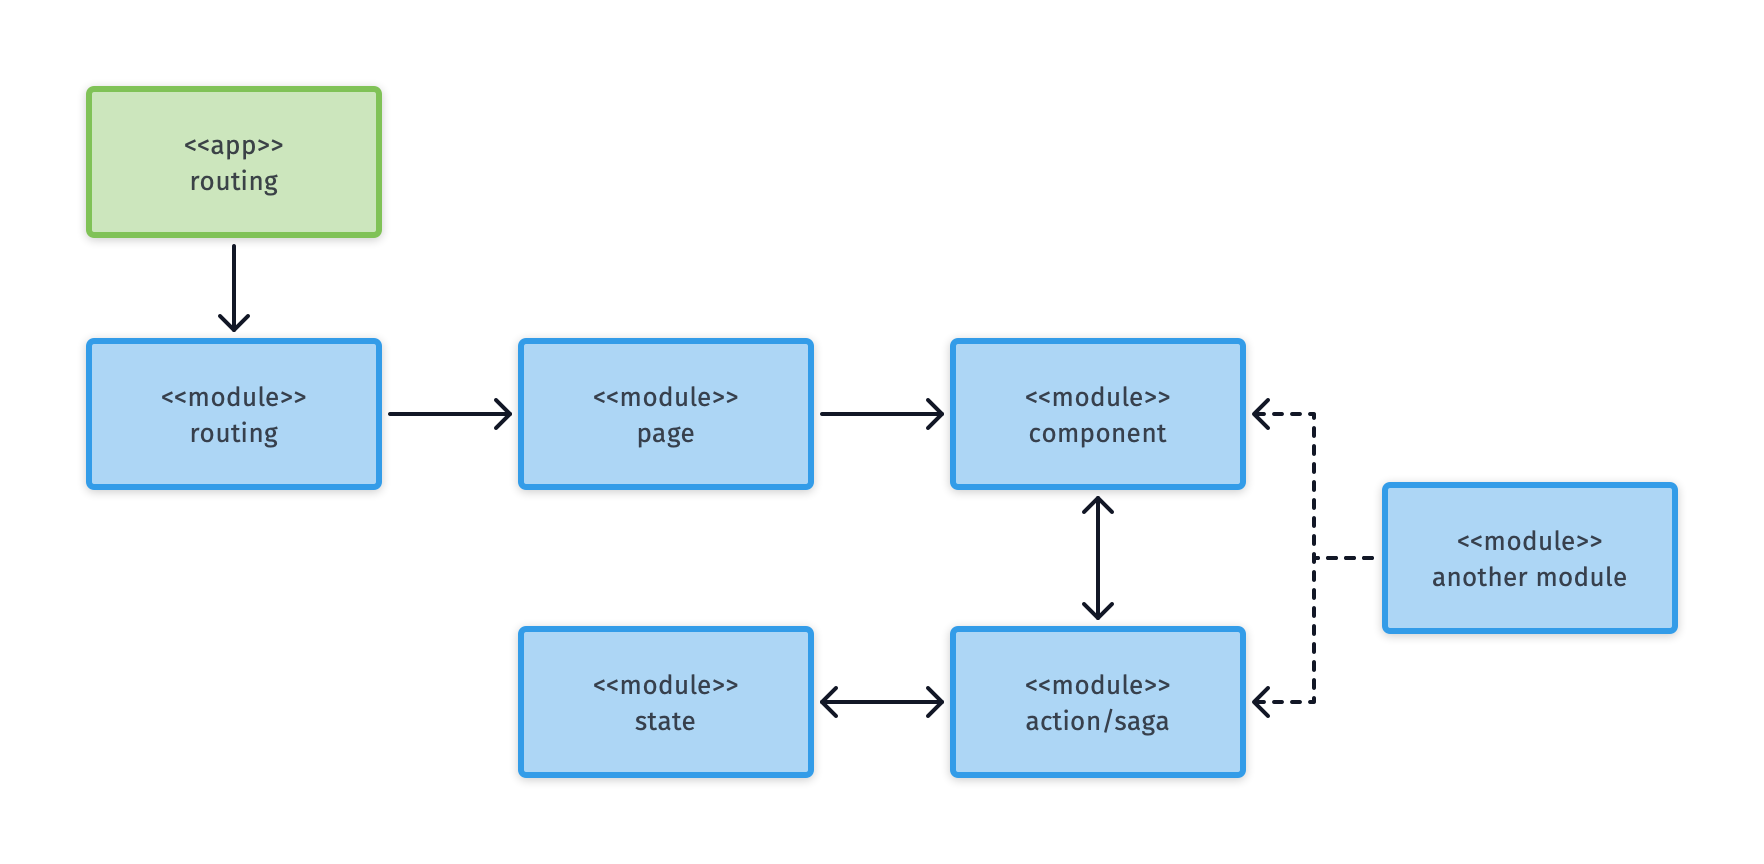 <<app>>
routing
<<module>>
routing
<<module>>
page
<<module>>
component
<<module>>
another module
<<module>>
state
<<module>>
action/saga